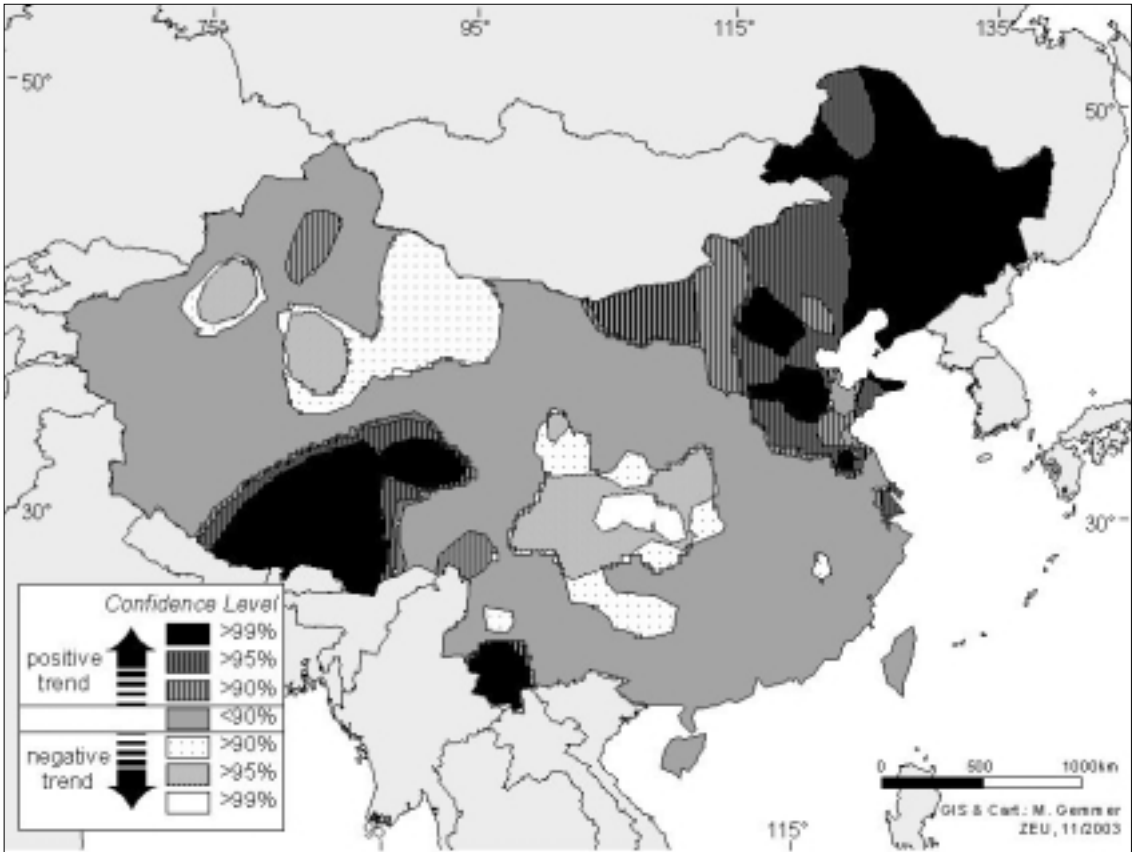 75° 95° 115° 135°
50° 50°
30° 30°
Confidence Level
positive trend
>99%
>95%
>90%
<90%
negative trend
>90%
>95%
>99%
0 500 1000km
GIS & Cart.: M. Gemmer
ZEU, 11/2003
95° 115°